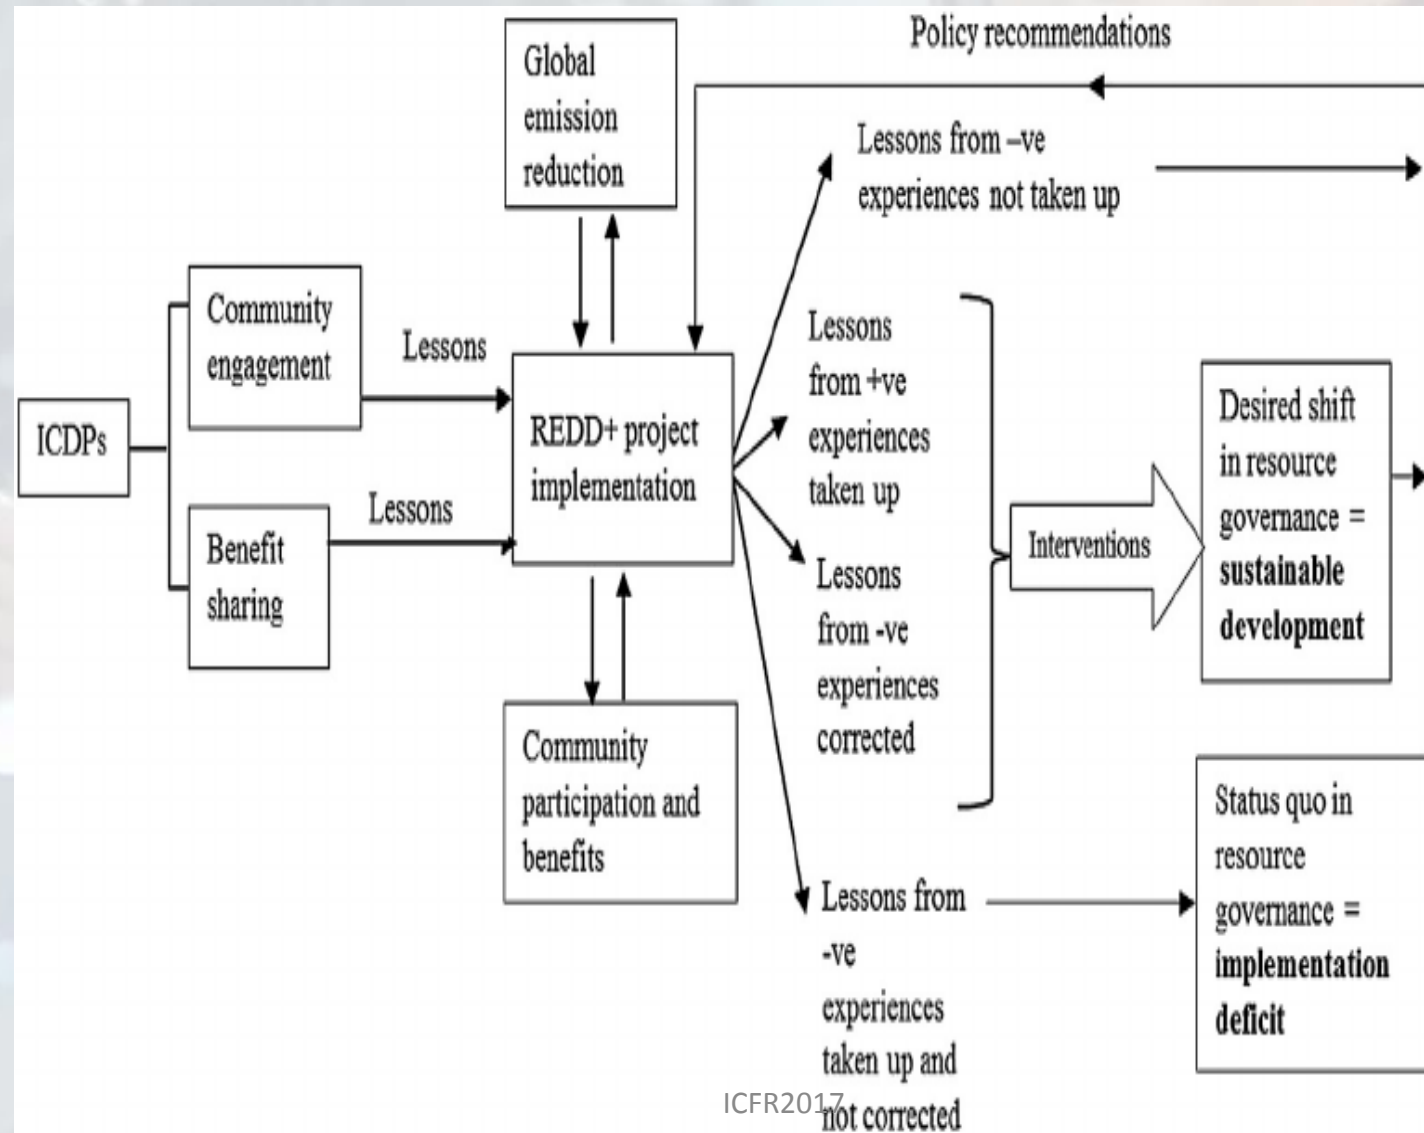 ICDPs
Community
engagement
Benefit
sharing
Lessons
Lessons
Global
emission
reduction
REDD+ project
implementation
Community
participation and
benefits
Policy recommendations
Lessons from –ve
experiences not taken up
Lessons
from +ve
experiences
taken up
Lessons
from -ve
experiences
corrected
Lessons from
-ve
experiences
taken up and
not corrected
Interventions
Desired shift
in resource
governance =
sustainable
development
Status quo in
resource
governance =
implementation
deficit
ICFR2017